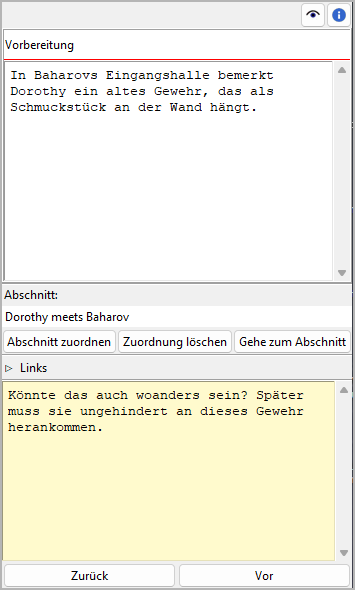 Vorbereitung
In Baharovs Eingangshalle bemerkt
Dorothy ein altes Gewehr, das als
Schmuckstück an der Wand hängt.
Abschnitt:
Dorothy meets Baharov
Abschnitt zuordnen Zuordnung löschen Gehe zum Abschnitt
Links
Könnte das auch woanders sein? Später
muss sie ungehindert an dieses Gewehr
herankommen.
Zurück Vor